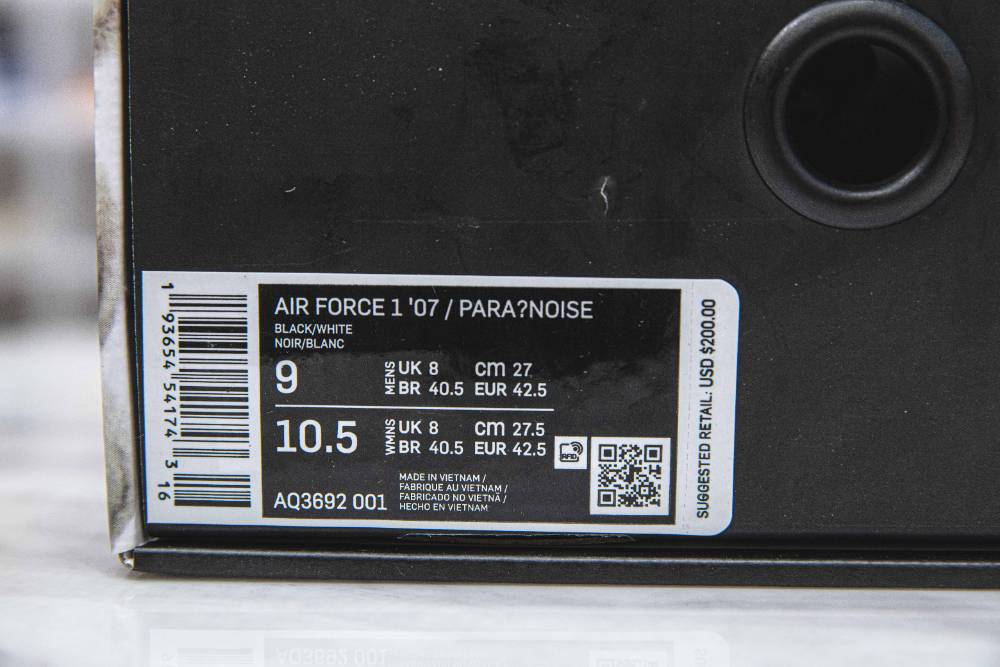 AIR FORCE 1 '07 / PARA?NOISE
BLACK/WHITE
NOIR/BLANC
9
MENS
UK 8 cm 27
BR 40.5 EUR 42.5
10.5
WMNS
UK 8 cm 27.5
BR 40.5 EUR 42.5
RFID
AQ3692 001
MADE IN VIETNAM /
FABRIQUE AU VIETNAM /
FABRICADO NO VIETNÃ /
HECHO EN VIETNAM
1 93654 54174 3 16
SUGGESTED RETAIL: USD $200.00
AQ3692 001